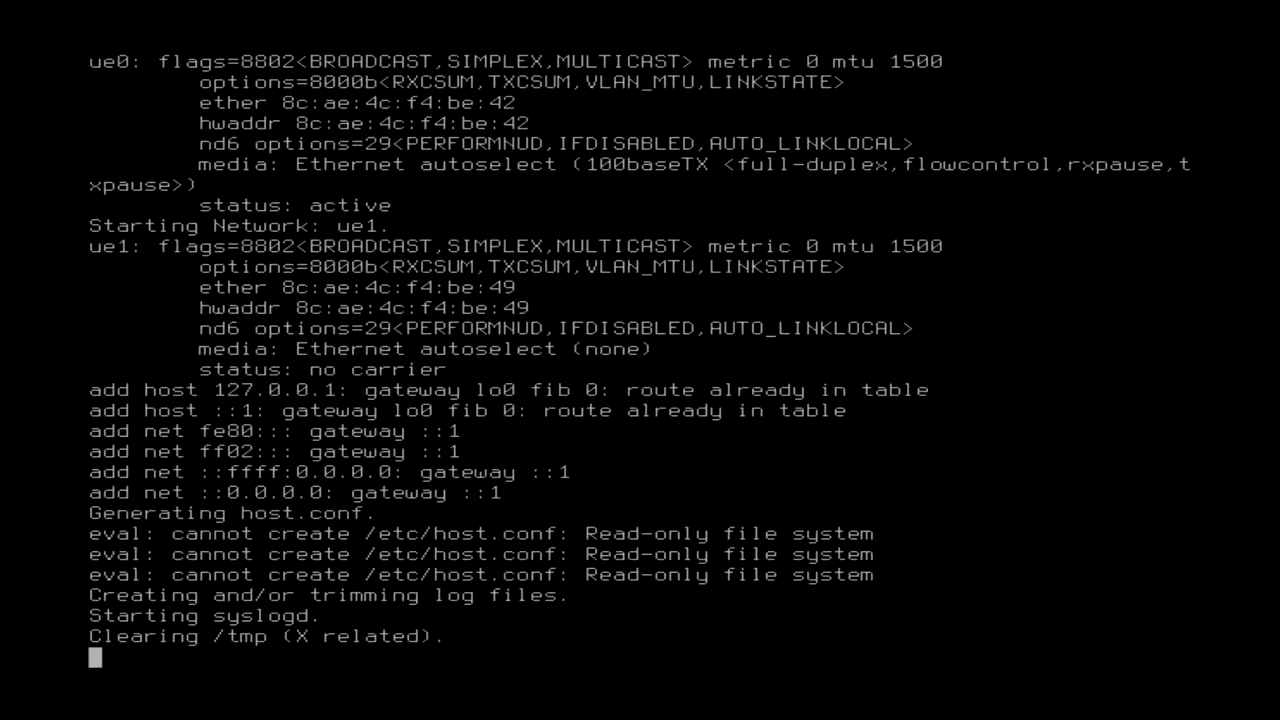 ue0: flags=8802<BROADCAST,SIMPLEX,MULTICAST> metric 0 mtu 1500
        options=8000b<RXCSUM,TXCSUM,VLAN_MTU,LINKSTATE>
        ether 8c:ae:4c:f4:be:42
        hwaddr 8c:ae:4c:f4:be:42
        nd6 options=29<PERFORMNUD,IFDISABLED,AUTO_LINKLOCAL>
        media: Ethernet autoselect (100baseTX <full-duplex,flowcontrol,rxpause,t
xpause>)
        status: active
Starting Network: ue1.
ue1: flags=8802<BROADCAST,SIMPLEX,MULTICAST> metric 0 mtu 1500
        options=8000b<RXCSUM,TXCSUM,VLAN_MTU,LINKSTATE>
        ether 8c:ae:4c:f4:be:49
        hwaddr 8c:ae:4c:f4:be:49
        nd6 options=29<PERFORMNUD,IFDISABLED,AUTO_LINKLOCAL>
        media: Ethernet autoselect (none)
        status: no carrier
add host 127.0.0.1: gateway lo0 fib 0: route already in table
add host ::1: gateway lo0 fib 0: route already in table
add net fe80::: gateway ::1
add net ff02::: gateway ::1
add net ::ffff:0.0.0.0: gateway ::1
add net ::0.0.0.0: gateway ::1
Generating host.conf.
eval: cannot create /etc/host.conf: Read-only file system
eval: cannot create /etc/host.conf: Read-only file system
eval: cannot create /etc/host.conf: Read-only file system
Creating and/or trimming log files.
Starting syslogd.
Clearing /tmp (X related).